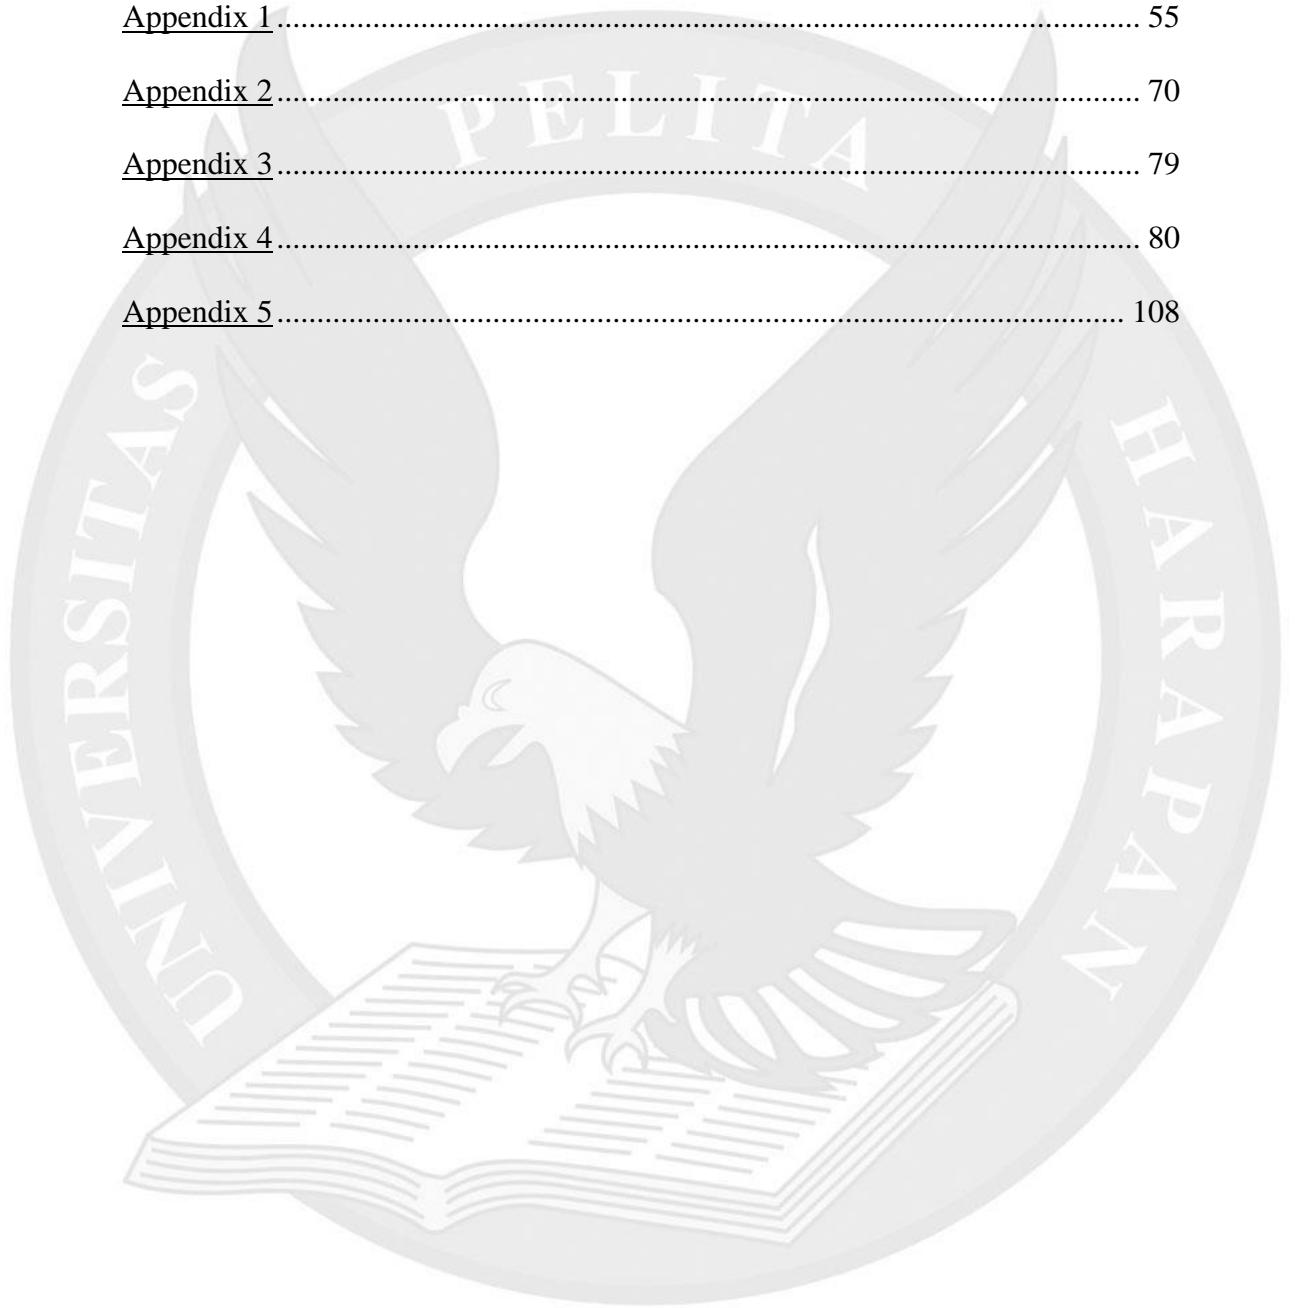 Appendix 1 ........................................................................................................... 55
Appendix 2 ........................................................................................................... 70
Appendix 3 ........................................................................................................... 79
Appendix 4 ........................................................................................................... 80
Appendix 5 ......................................................................................................... 108
UNIVERSITAS PELITA HARAPAN